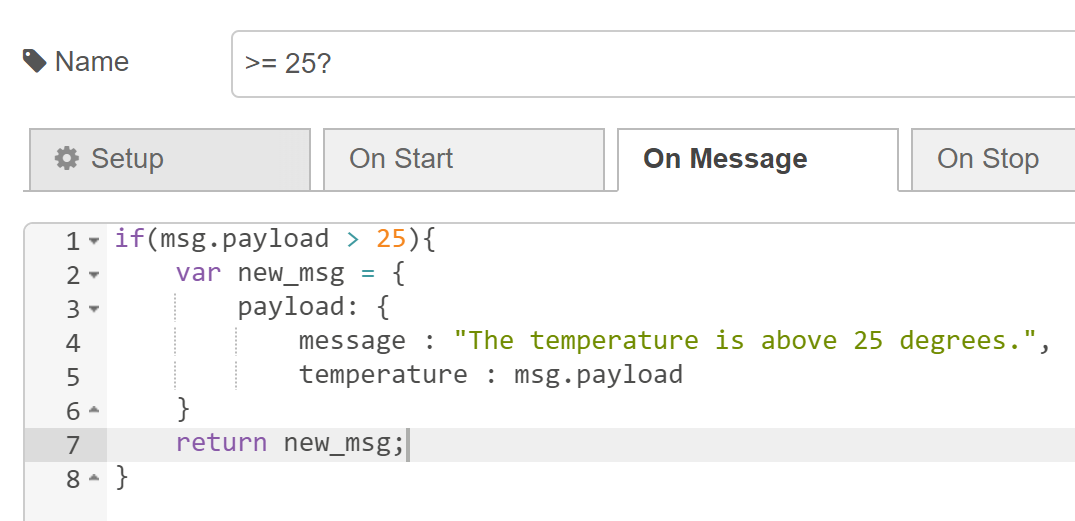 Name
>= 25?
Setup On Start On Message On Stop
1 if(msg.payload > 25){
2     var new_msg = {
3         payload: {
4             message : "The temperature is above 25 degrees.",
5             temperature : msg.payload
6     }
7     return new_msg;
8 }